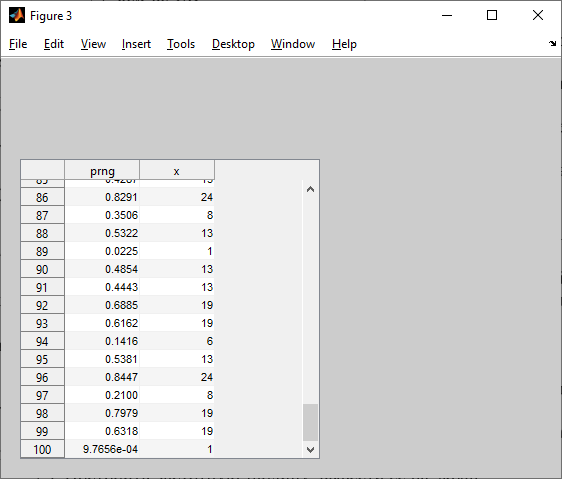 Figure 3
File Edit View Insert Tools Desktop Window Help
prng x
86 0.8291 24
87 0.3506 8
88 0.5322 13
89 0.0225 1
90 0.4854 13
91 0.4443 13
92 0.6885 19
93 0.6162 19
94 0.1416 6
95 0.5381 13
96 0.8447 24
97 0.2100 8
98 0.7979 19
99 0.6318 19
100 9.7656e-04 1